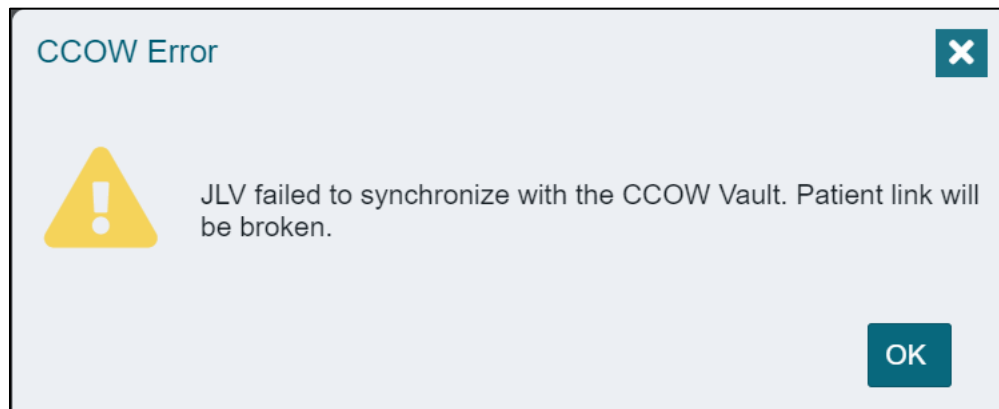 CCOW Error
JLV failed to synchronize with the CCOW Vault. Patient link will
be broken.
OK